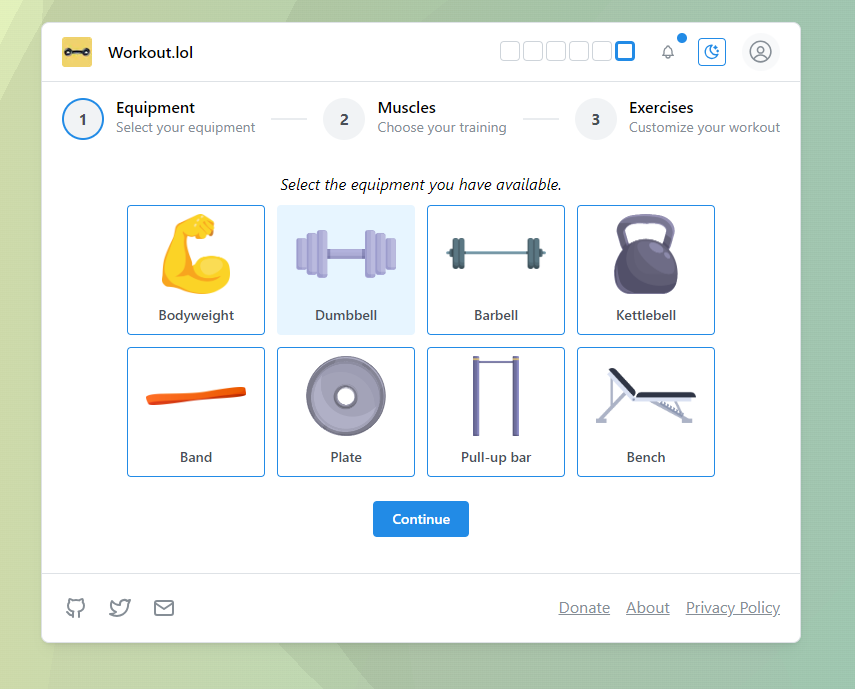 Workout.lol
1
Equipment
Select your equipment
2
Muscles
Choose your training
3
Exercises
Customize your workout
Select the equipment you have available.
Bodyweight
Dumbbell
Barbell
Kettlebell
Band
Plate
Pull-up bar
Bench
Continue
Donate
About
Privacy Policy